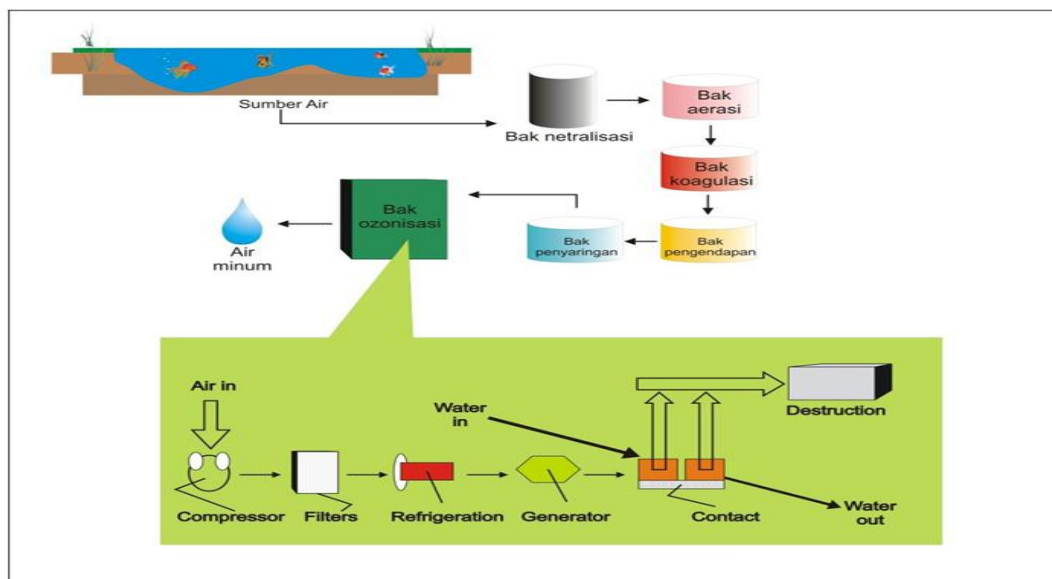 Sumber Air
Bak netralisasi
Bak
aerasi
Bak
koagulasi
Bak
pengendapan
Bak
penyaringan
Bak
ozonisasi
Air
minum
Air in
Compressor
Filters
Refrigeration
Generator
Water
in
Contact
Destruction
Water
out